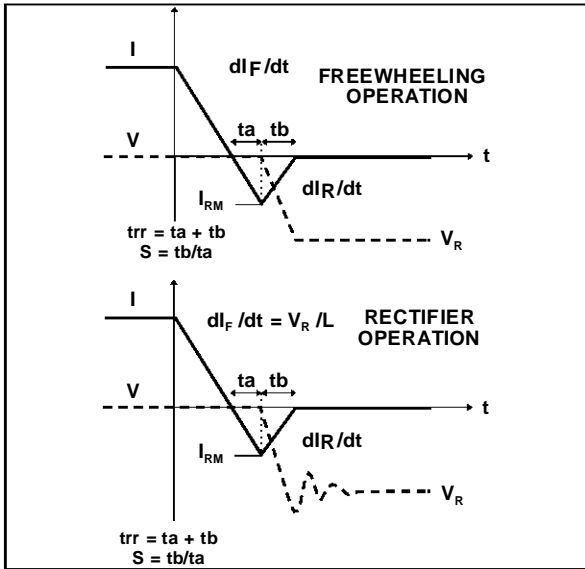 I
dIF/dt
FREEWHEELING
OPERATION
ta tb
V
t
IRM
dIR/dt
trr = ta + tb
S = tb/ta
VR
I
dIF/dt = VR/L
RECTIFIER
OPERATION
ta tb
V
t
dIR/dt
IRM
VR
trr = ta + tb
S = tb/ta